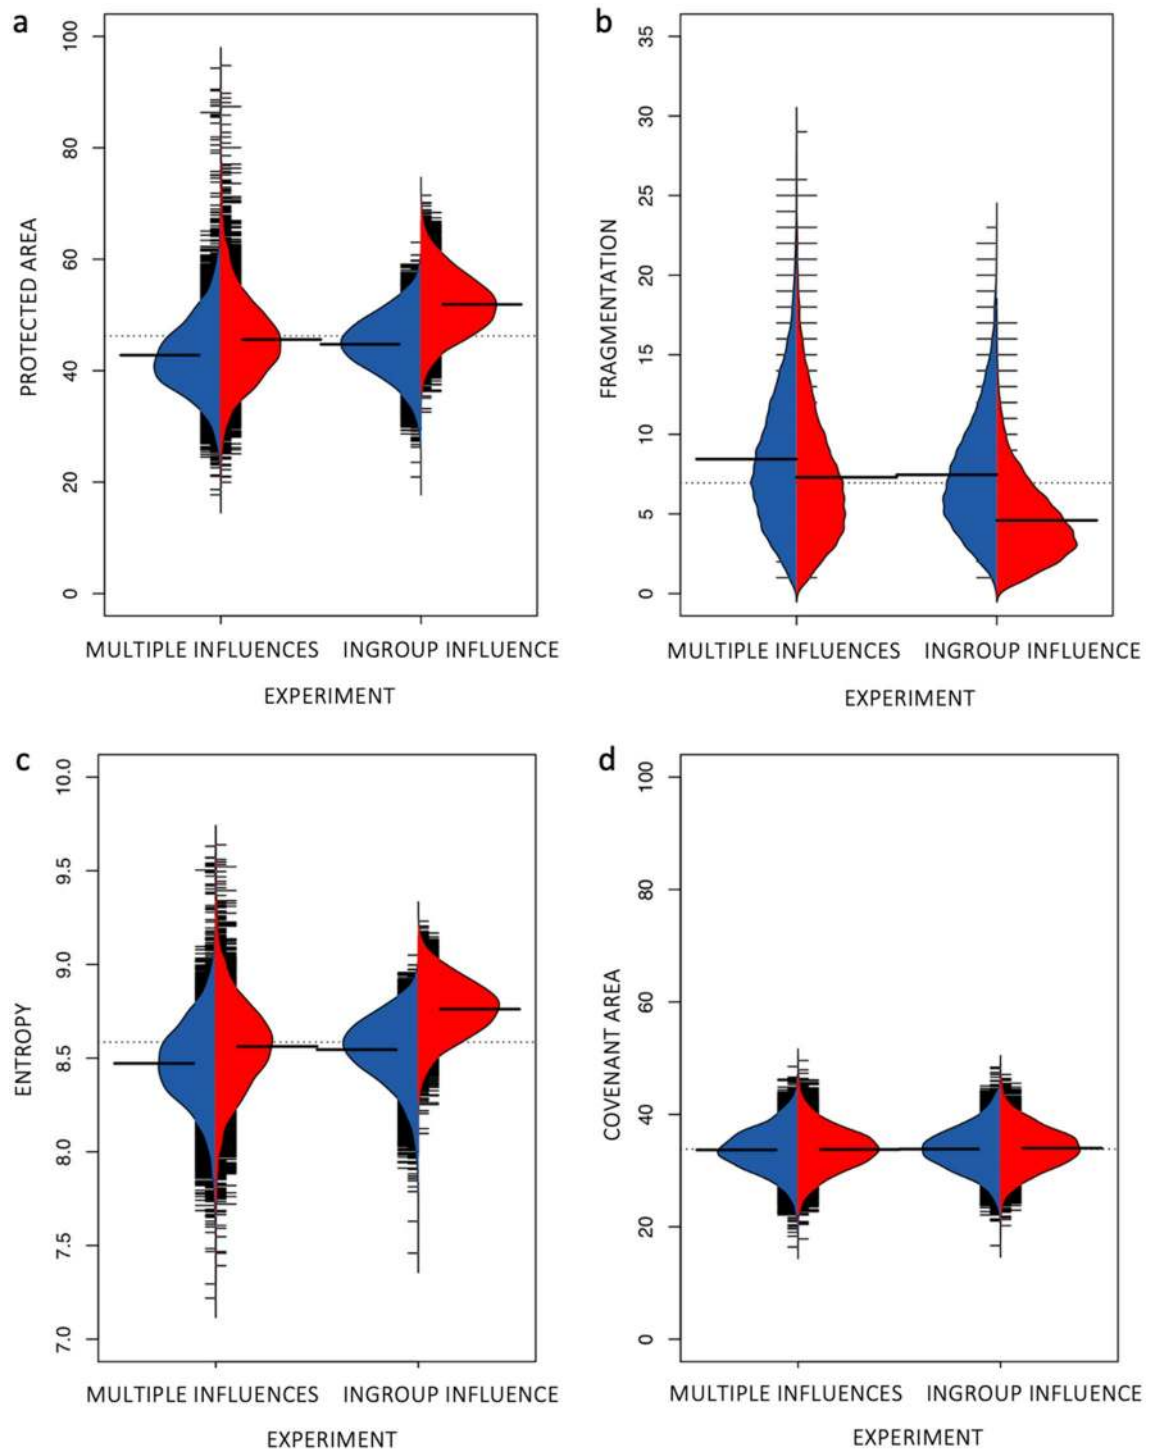 a
100
80
60
40
20
0
PROTECTED AREA
MULTIPLE INFLUENCES INGROUP INFLUENCE
EXPERIMENT
b
35
30
25
20
15
10
5
0
FRAGMENTATION
MULTIPLE INFLUENCES INGROUP INFLUENCE
EXPERIMENT
c
10.0
9.5
9.0
8.5
8.0
7.5
7.0
ENTROPY
MULTIPLE INFLUENCES INGROUP INFLUENCE
EXPERIMENT
d
100
80
60
40
20
0
COVENANT AREA
MULTIPLE INFLUENCES INGROUP INFLUENCE
EXPERIMENT